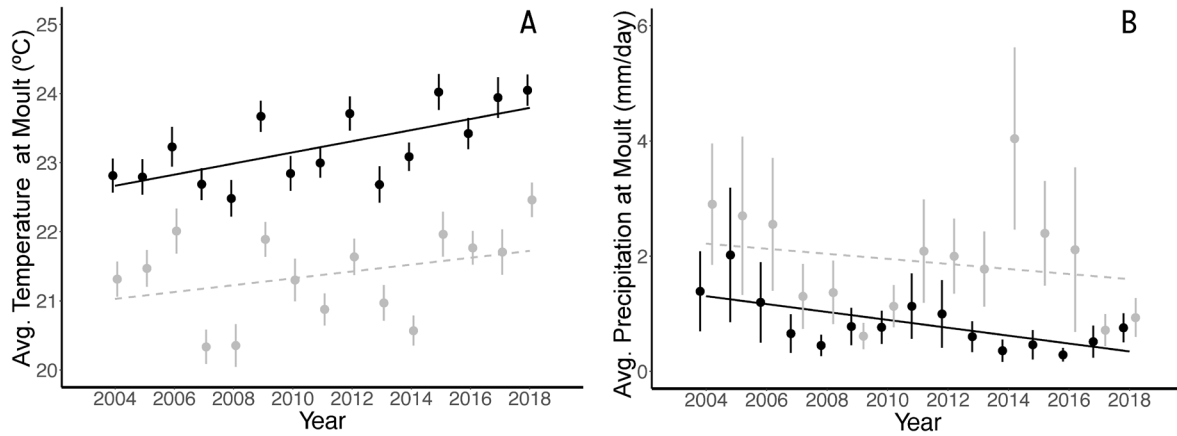 A
Avg. Temperature at Moult (ºC)
25
24
23
22
21
20
2004 2006 2008 2010 2012 2014 2016 2018
Year
B
Avg. Precipitation at Moult (mm/day)
6
4
2
0
2004 2006 2008 2010 2012 2014 2016 2018
Year